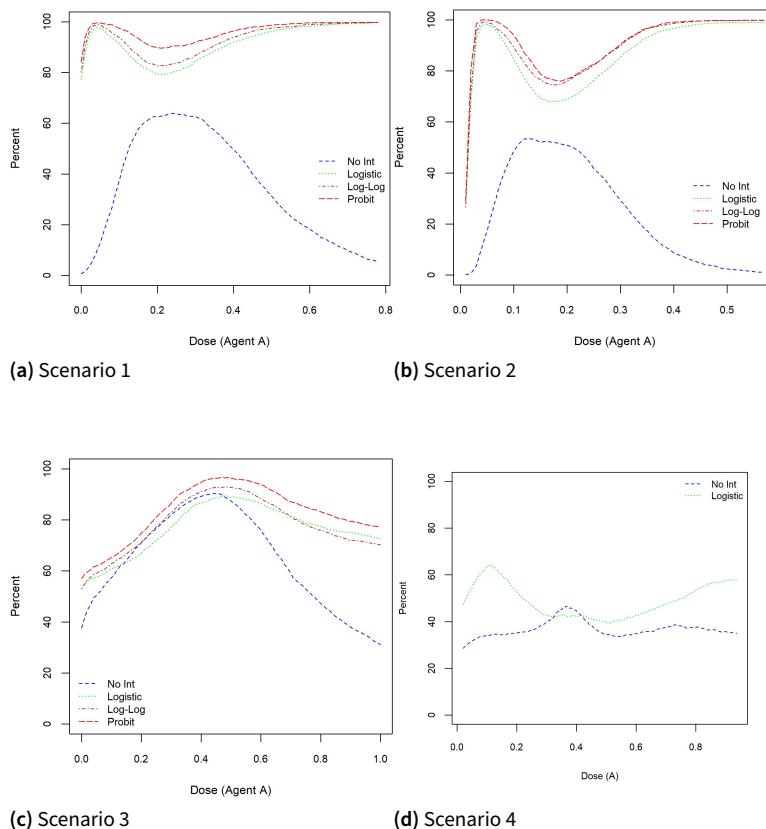 100
80
60
40
20
0
Percent
No Int
Logistic
Log-Log
Probit
0.0 0.2 0.4 0.6 0.8
Dose (Agent A)
(a) Scenario 1
100
80
60
40
20
0
Percent
No Int
Logistic
Log-Log
Probit
0.0 0.1 0.2 0.3 0.4 0.5
Dose (Agent A)
(b) Scenario 2
100
80
60
40
20
0
Percent
No Int
Logistic
Log-Log
Probit
0.0 0.2 0.4 0.6 0.8 1.0
Dose (Agent A)
(c) Scenario 3
100
80
60
40
20
0
Percent
No Int
Logistic
0.0 0.2 0.4 0.6 0.8
Dose (A)
(d) Scenario 4